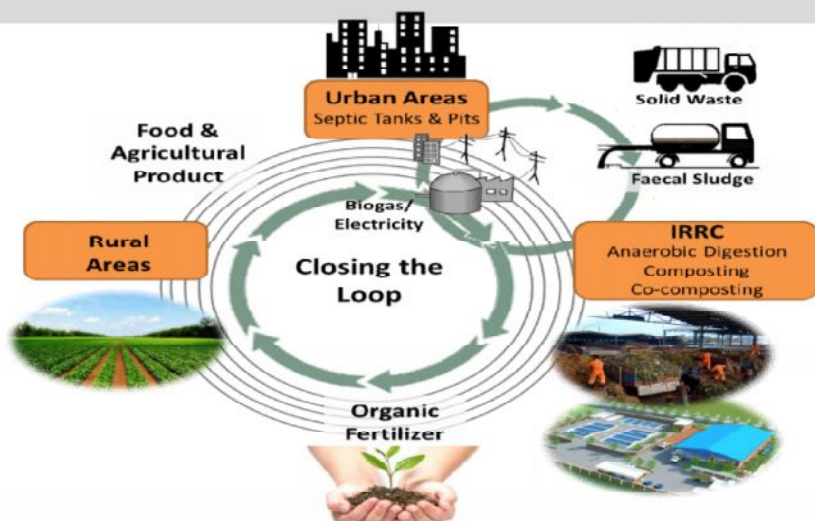 Urban Areas
Septic Tanks & Pits
Solid Waste
Faecal Sludge
Food &
Agricultural
Product
Biogas/
Electricity
Rural
Areas
Closing the
Loop
IRRC
Anaerobic Digestion
Composting
Co-composting
Organic
Fertilizer